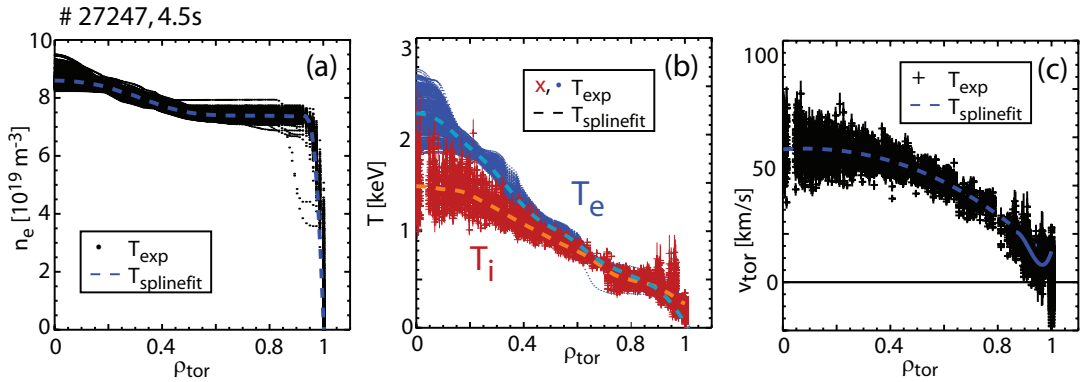 # 27247, 4.5s
(a)
n_e [10^19 m^-3]
10
8
6
4
2
0
T_exp
T_splinefit
0 0.4 0.8 1
ρ_tor
(b)
T [keV]
3
2
1
0
x, • T_exp
T_splinefit
T_e
T_i
0 0.4 0.8 1
ρ_tor
(c)
v_tor [km/s]
100
50
0
T_exp
T_splinefit
0 0.4 0.8 1
ρ_tor